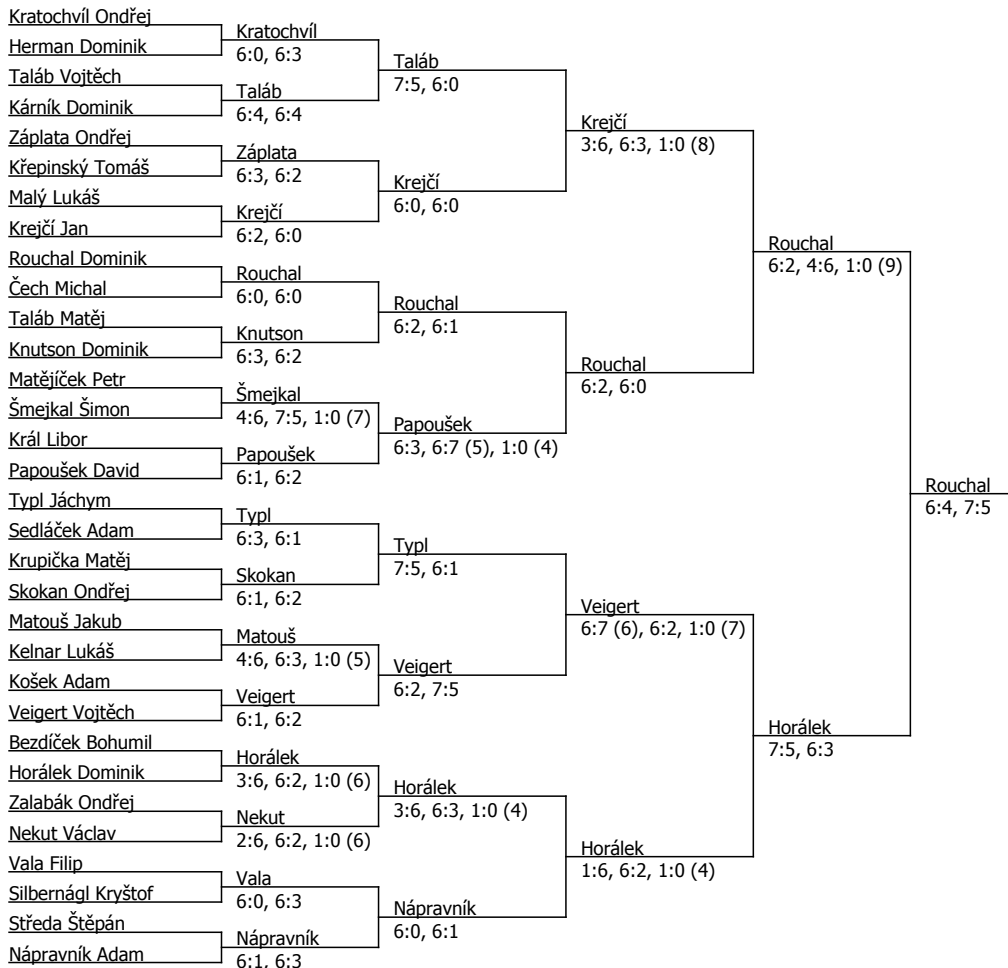 Kratochvíl Ondřej
Herman Dominik
Taláb Vojtěch
Kárník Dominik
Záplata Ondřej
Křepinský Tomáš
Malý Lukáš
Krejčí Jan
Rouchal Dominik
Čech Michal
Taláb Matěj
Knutson Dominik
Matějíček Petr
Šmejkal Šimon
Král Libor
Papoušek David
Typl Jáchym
Sedláček Adam
Krupička Matěj
Skokan Ondřej
Matouš Jakub
Kelnar Lukáš
Košek Adam
Veigert Vojtěch
Bezdíček Bohumil
Horálek Dominik
Zalabák Ondřej
Nekut Václav
Vala Filip
Silbernágl Kryštof
Středa Štěpán
Nápravník Adam
Kratochvíl
6:0, 6:3
Taláb
6:4, 6:4
Záplata
6:3, 6:2
Krejčí
6:2, 6:0
Rouchal
6:0, 6:0
Knutson
6:3, 6:2
Šmejkal
4:6, 7:5, 1:0 (7)
Papoušek
6:1, 6:2
Typl
6:3, 6:1
Skokan
6:1, 6:2
Matouš
4:6, 6:3, 1:0 (5)
Veigert
6:1, 6:2
Horálek
3:6, 6:2, 1:0 (6)
Nekut
2:6, 6:2, 1:0 (6)
Vala
6:0, 6:3
Nápravník
6:1, 6:3
Taláb
7:5, 6:0
Krejčí
6:0, 6:0
Rouchal
6:2, 6:1
Papoušek
6:3, 6:7 (5), 1:0 (4)
Typl
7:5, 6:1
Veigert
6:2, 7:5
Horálek
3:6, 6:3, 1:0 (4)
Nápravník
6:0, 6:1
Krejčí
3:6, 6:3, 1:0 (8)
Rouchal
6:2, 6:0
Veigert
6:7 (6), 6:2, 1:0 (7)
Horálek
1:6, 6:2, 1:0 (4)
Rouchal
6:2, 4:6, 1:0 (9)
Horálek
7:5, 6:3
Rouchal
6:4, 7:5